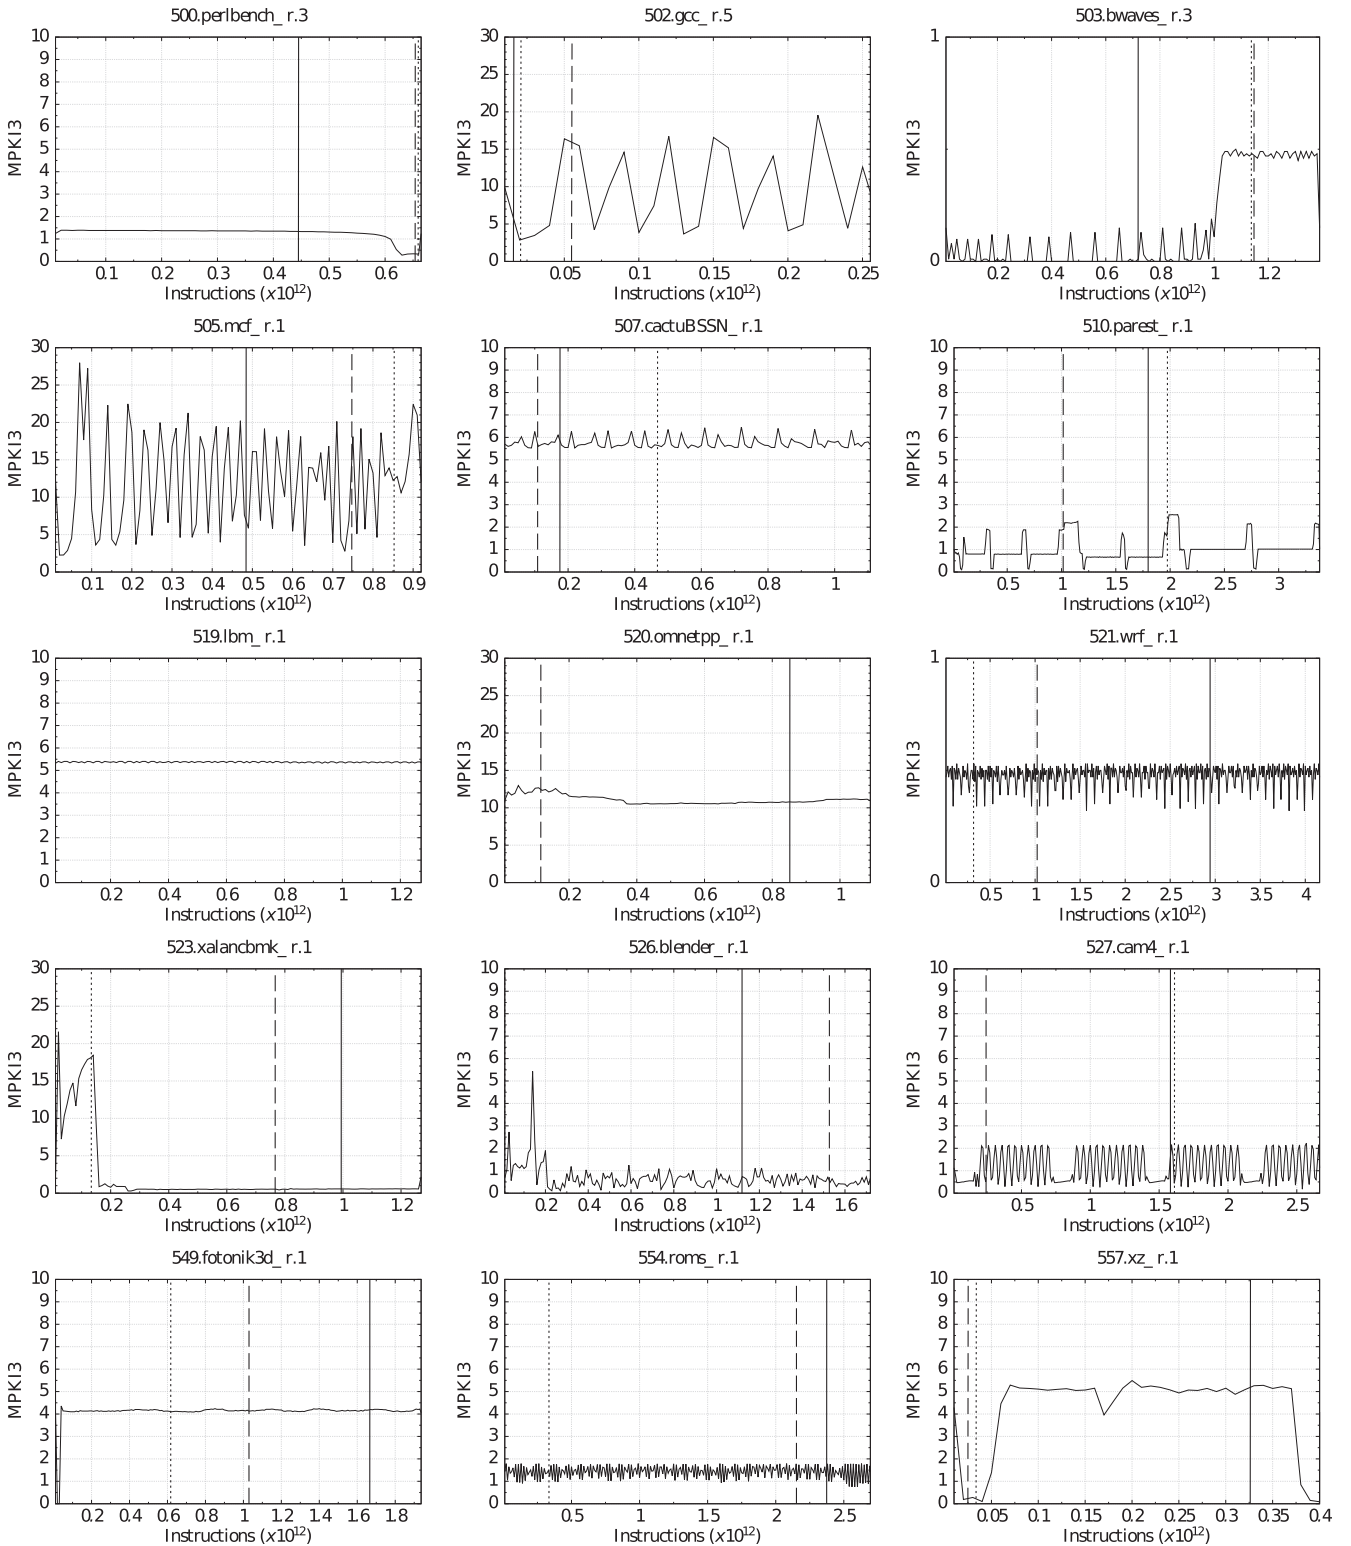 500.perlbench_r.3
10
9
8
7
6
5
4
3
2
1
0
MPKI3
0.1 0.2 0.3 0.4 0.5 0.6
Instructions (x10^12)
502.gcc_r.5
30
25
20
15
10
5
0
MPKI3
0.05 0.1 0.15 0.2 0.25
Instructions (x10^12)
503.bwaves_r.3
1
0
MPKI3
0.2 0.4 0.6 0.8 1 1.2
Instructions (x10^12)
505.mcf_r.1
30
25
20
15
10
5
0
MPKI3
0.1 0.2 0.3 0.4 0.5 0.6 0.7 0.8 0.9
Instructions (x10^12)
507.cactuBSSN_r.1
10
9
8
7
6
5
4
3
2
1
0
MPKI3
0.2 0.4 0.6 0.8 1
Instructions (x10^12)
510.parest_r.1
10
9
8
7
6
5
4
3
2
1
0
MPKI3
0.5 1 1.5 2 2.5 3
Instructions (x10^12)
519.lbm_r.1
10
9
8
7
6
5
4
3
2
1
0
MPKI3
0.2 0.4 0.6 0.8 1 1.2
Instructions (x10^12)
520.omnetpp_r.1
30
25
20
15
10
5
0
MPKI3
0.2 0.4 0.6 0.8 1
Instructions (x10^12)
521.wrf_r.1
1
0
MPKI3
0.5 1 1.5 2 2.5 3 3.5 4
Instructions (x10^12)
523.xalancbmk_r.1
30
25
20
15
10
5
0
MPKI3
0.2 0.4 0.6 0.8 1 1.2
Instructions (x10^12)
526.blender_r.1
10
9
8
7
6
5
4
3
2
1
0
MPKI3
0.2 0.4 0.6 0.8 1 1.2 1.4 1.6
Instructions (x10^12)
527.cam4_r.1
10
9
8
7
6
5
4
3
2
1
0
MPKI3
0.5 1 1.5 2 2.5
Instructions (x10^12)
549.fotonik3d_r.1
10
9
8
7
6
5
4
3
2
1
0
MPKI3
0.2 0.4 0.6 0.8 1 1.2 1.4 1.6 1.8
Instructions (x10^12)
554.roms_r.1
10
9
8
7
6
5
4
3
2
1
0
MPKI3
0.5 1 1.5 2 2.5
Instructions (x10^12)
557.xz_r.1
10
9
8
7
6
5
4
3
2
1
0
MPKI3
0.05 0.1 0.15 0.2 0.25 0.3 0.35 0.4
Instructions (x10^12)